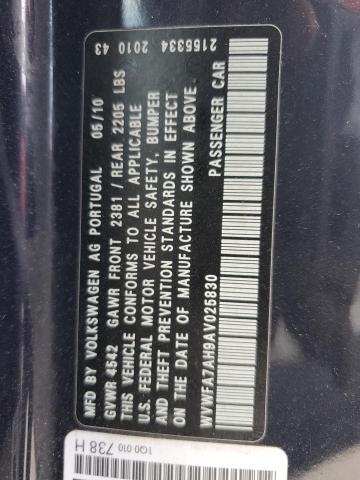 MFD BY VOLKSWAGEN AG PORTUGAL 05/10 2010 43 2155334
GVWR 4542 GAWR FRONT 2381 / REAR 2205 LBS
THIS VEHICLE CONFORMS TO ALL APPLICABLE
U.S. FEDERAL MOTOR VEHICLE SAFETY, BUMPER
AND THEFT PREVENTION STANDARDS IN EFFECT
ON THE DATE OF MANUFACTURE SHOWN ABOVE.
WVWFA7AH9AV025830 PASSENGER CAR
1Q0 010 738 H